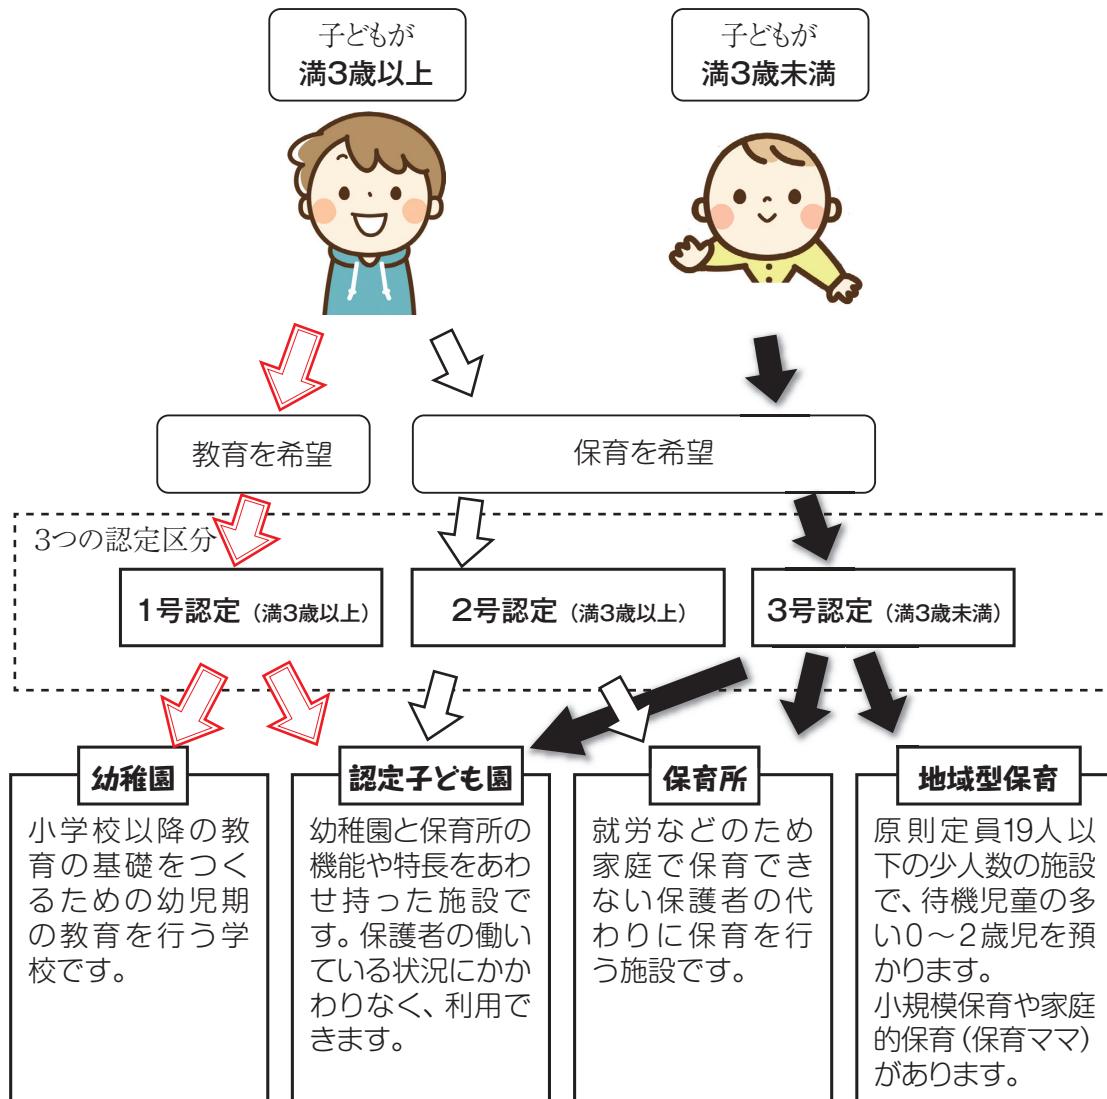 子どもが
満3歳以上
子どもが
満3歳未満
教育を希望
保育を希望
3つの認定区分
1号認定（満3歳以上）
2号認定（満3歳以上）
3号認定（満3歳未満）
幼稚園
小学校以降の教
育の基礎をつく
るための幼児期
の教育を行う学
校です。
認定子ども園
幼稚園と保育所の
機能や特長をあわ
せ持った施設で
す。保護者の働い
ている状況にかか
わりなく、利用で
きます。
保育所
就労などのため
家庭で保育でき
ない保護者の代
わりに保育を行
う施設です。
地域型保育
原則定員19人以
下の少人数の施設
で、待機児童の多
い0～2歳児を預
かります。
小規模保育や家庭
的保育（保育ママ）
があります。